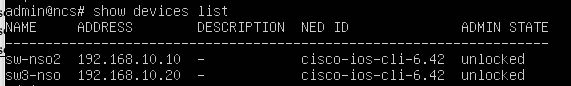 admin@ncs# show devices list
NAME ADDRESS DESCRIPTION NED ID ADMIN STATE
----------------------------------------------------------------------
sw-nso2 192.168.10.10 - cisco-ios-cli-6.42 unlocked
sw3-nso 192.168.10.20 - cisco-ios-cli-6.42 unlocked